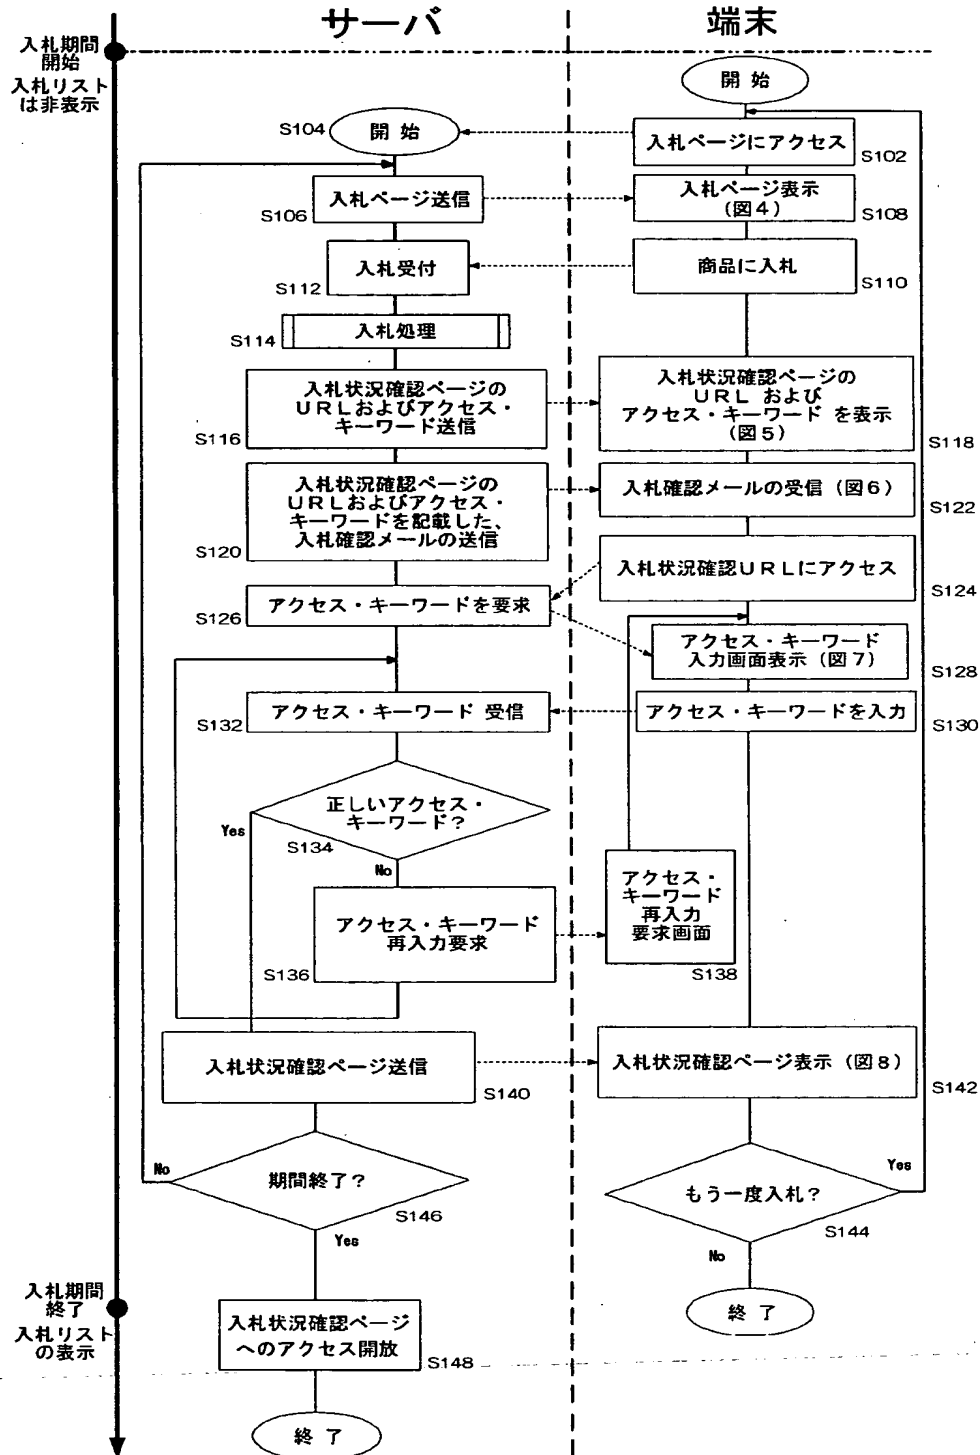 サーバ
端末
入札期間
開始
入札リスト
は非表示
開 始
S104
開 始
入札ページにアクセス
S102
入札ページ送信
S106
入札ページ表示
(図4)
S108
入札受付
S112
商品に入札
S110
入札処理
S114
入札状況確認ページの
URLおよびアクセス・
キーワード送信
S116
入札状況確認ページの
URL および
アクセス・キーワード を表示
(図5)
S118
入札状況確認ページの
URLおよびアクセス・
キーワードを記載した、
入札確認メールの送信
S120
入札確認メールの受信(図6)
S122
入札状況確認URLにアクセス
S124
アクセス・キーワードを要求
S126
アクセス・キーワード
入力画面表示(図7)
S128
アクセス・キーワード 受信
S132
アクセス・キーワードを入力
S130
正しいアクセス・
キーワード?
Yes
S134
No
アクセス・キーワード
再入力要求
S136
アクセス・
キーワード
再入力
要求画面
S138
入札状況確認ページ送信
S140
入札状況確認ページ表示(図8)
S142
No
期間終了?
S146
Yes
もう一度入札?
Yes
S144
No
入札期間
終了
入札リスト
の表示
入札状況確認ページ
へのアクセス開放
S148
終 了
終 了